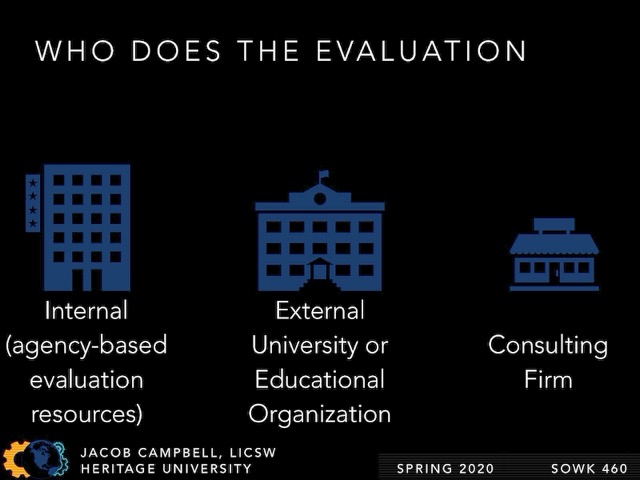 WHO DOES THE EVALUATION
Internal
(agency-based
evaluation
resources)
External
University or
Educational
Organization
Consulting
Firm
JACOB CAMPBELL, LICSW
HERITAGE UNIVERSITY
SPRING 2020
SOWK 460